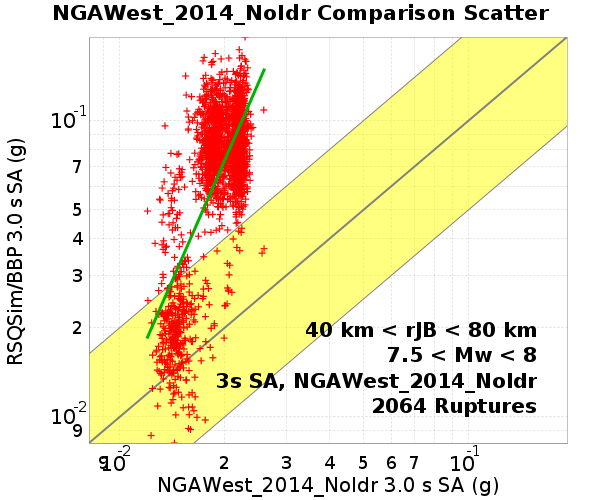 NGAWest_2014_NoIdr Comparison Scatter
RSQSim/BBP 3.0 s SA (g)
10-1
7
5
4
3
2
10-2
9
40 km < rJB < 80 km
7.5 < Mw < 8
3s SA, NGAWest_2014_NoIdr
2064 Ruptures
9 10-2 2 3 4 5 6 7 10-1
NGAWest_2014_NoIdr 3.0 s SA (g)